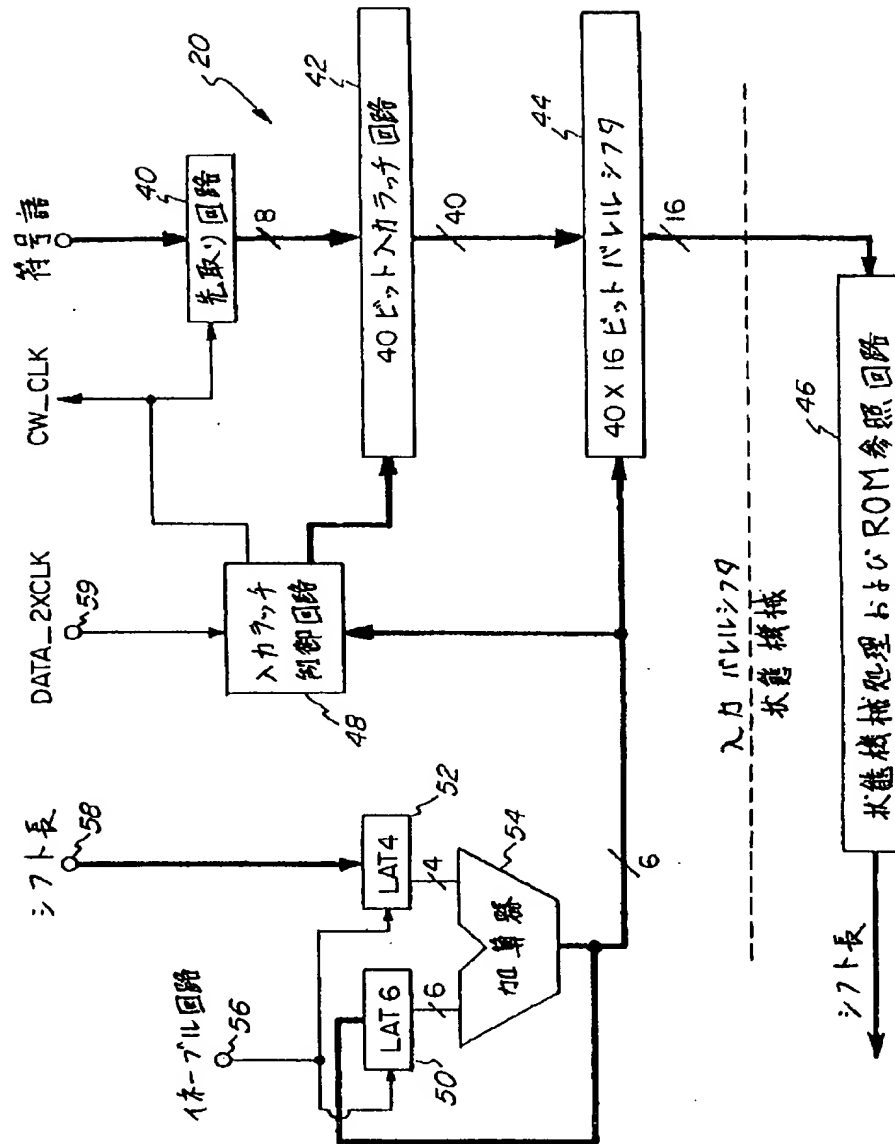 符号語
CW_CLK
DATA_2XCLK
59
シフト長
58
イネーブル回路
56
20
40
先取り回路
8
42
40ビット入力ラッチ回路
40
入力ラッチ
制御回路
48
52
LAT4
4
LAT6
50
6
加算器
54
44
40X16ビットバレルシフタ
16
6
入力バレルシフタ
状態機械
46
状態機械処理およびROM参照回路
シフト長